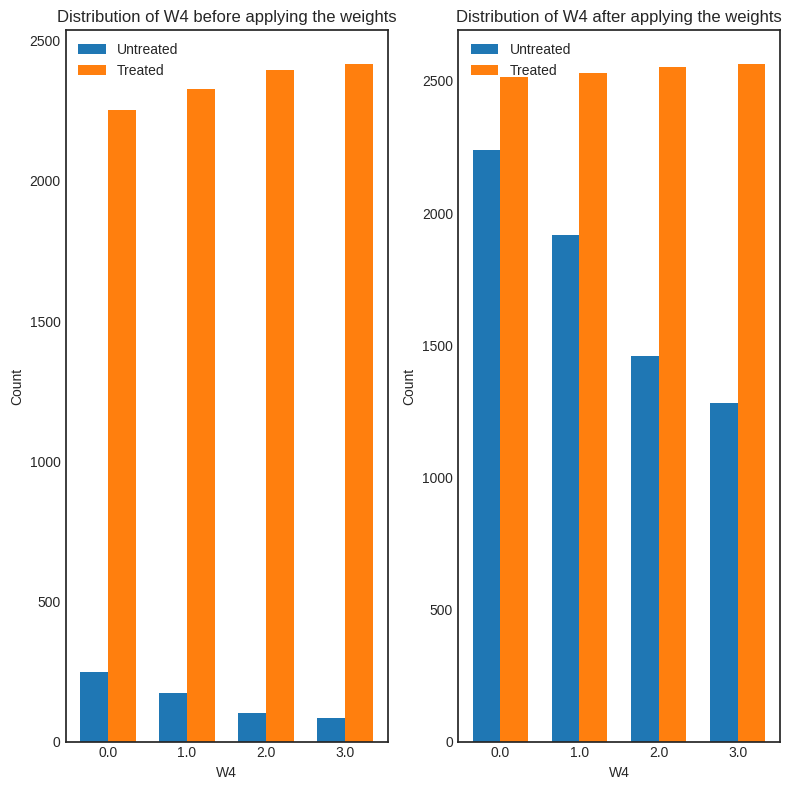 Distribution of W4 before applying the weights
Untreated
Treated
2500
2000
1500
1000
500
0
Count
0.0 1.0 2.0 3.0
W4
Distribution of W4 after applying the weights
Untreated
Treated
2500
2000
1500
1000
500
0
Count
0.0 1.0 2.0 3.0
W4